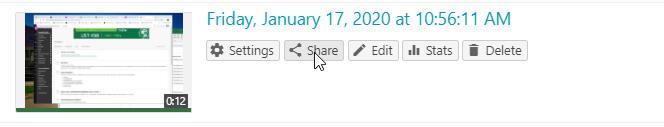 Friday, January 17, 2020 at 10:56:11 AM
Settings Share Edit Stats Delete
0:12